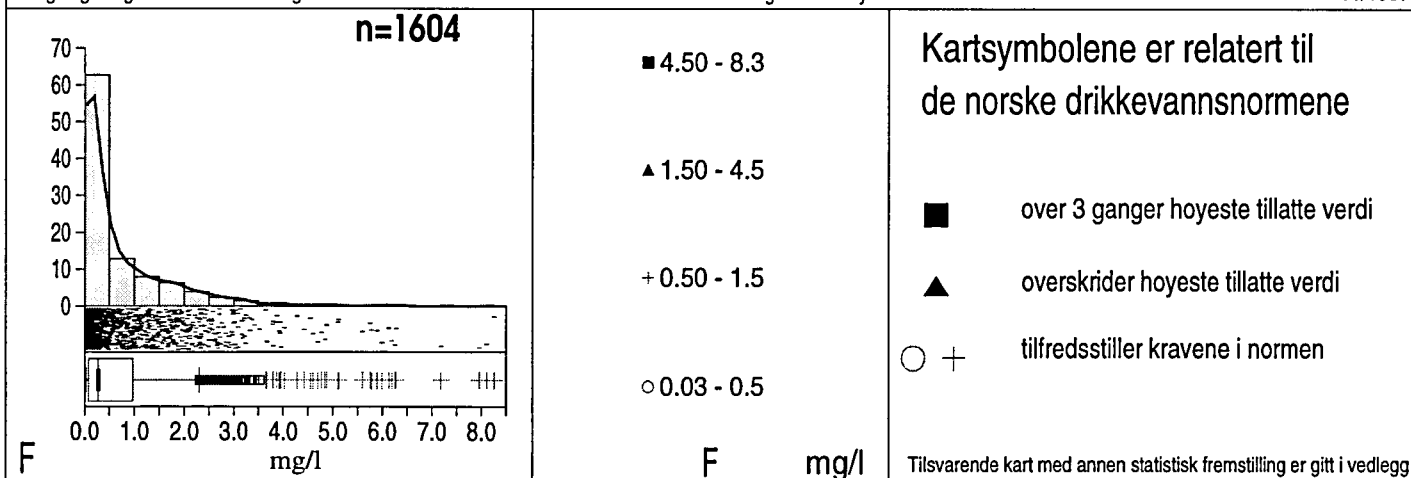 n=1604
70
60
50
40
30
20
10
0
0.0 1.0 2.0 3.0 4.0 5.0 6.0 7.0 8.0
F mg/l
■ 4.50 - 8.3
▲ 1.50 - 4.5
+ 0.50 - 1.5
○ 0.03 - 0.5
F mg/l
Kartsymbolene er relatert til
de norske drikkevannsnormene
■ over 3 ganger hoyeste tillatte verdi
▲ overskrider hoyeste tillatte verdi
○ + tilfredsstiller kravene i normen
Tilsvarende kart med annen statistisk fremstilling er gitt i vedlegg